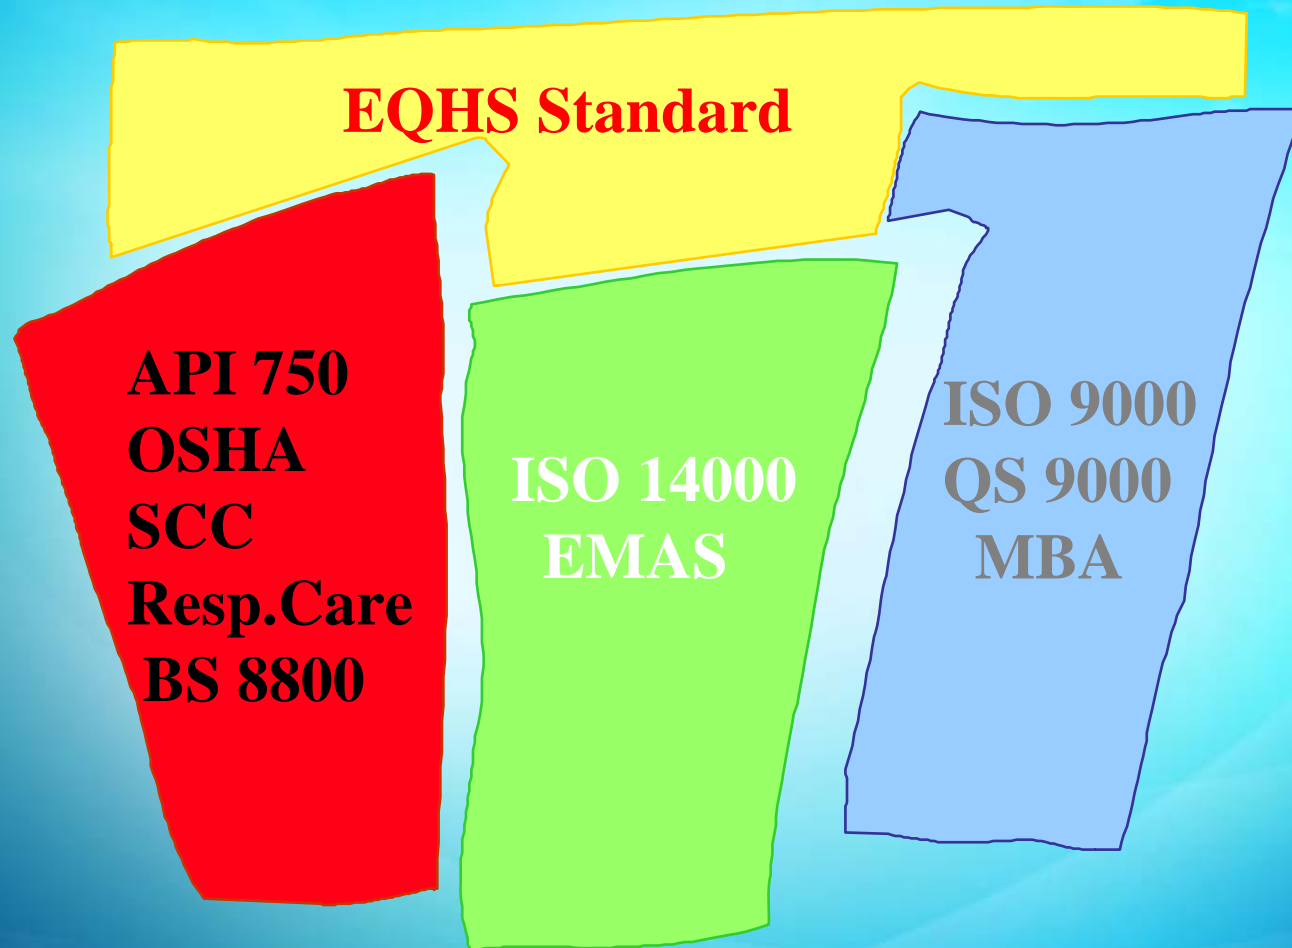 EQHS Standard
API 750
OSHA
SCC
Resp.Care
BS 8800
ISO 14000
EMAS
ISO 9000
QS 9000
MBA